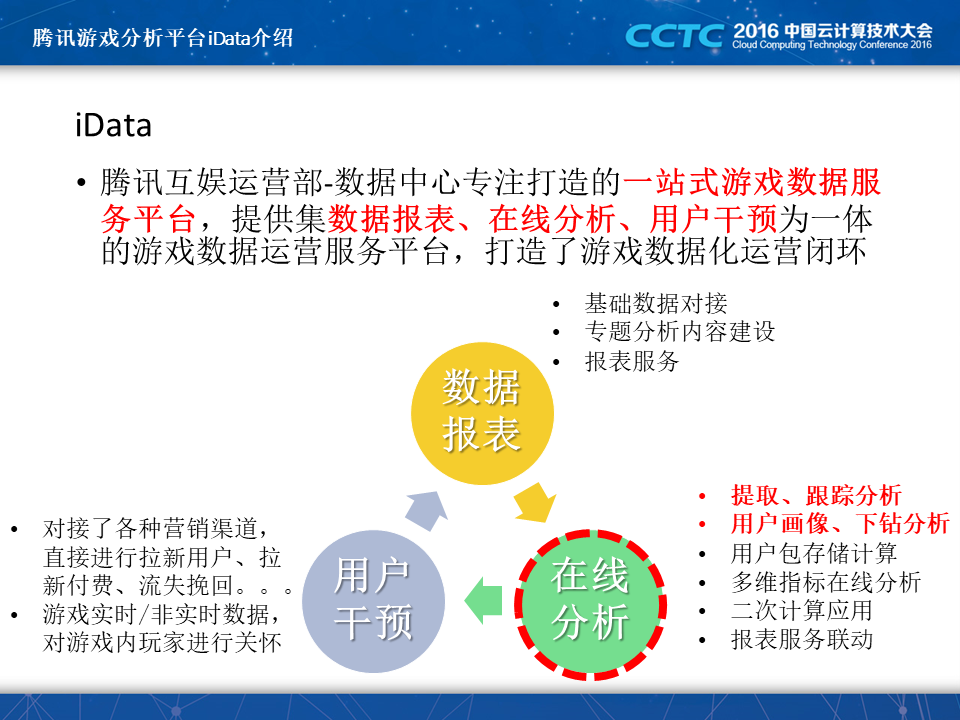 腾讯游戏分析平台iData介绍
CCTC 2016 中国云计算技术大会
Cloud Computing Technology Conference 2016
iData
• 腾讯互娱运营部-数据中心专注打造的一站式游戏数据服
务平台，提供集数据报表、在线分析、用户干预为一体
的游戏数据运营服务平台，打造了游戏数据化运营闭环
• 基础数据对接
• 专题分析内容建设
• 报表服务
数据
报表
• 提取、跟踪分析
• 用户画像、下钻分析
• 用户包存储计算
• 多维指标在线分析
• 二次计算应用
• 报表服务联动
在线
分析
用户
干预
• 对接了各种营销渠道，
直接进行拉新用户、拉
新付费、流失挽回。。。
• 游戏实时/非实时数据，
对游戏内玩家进行关怀